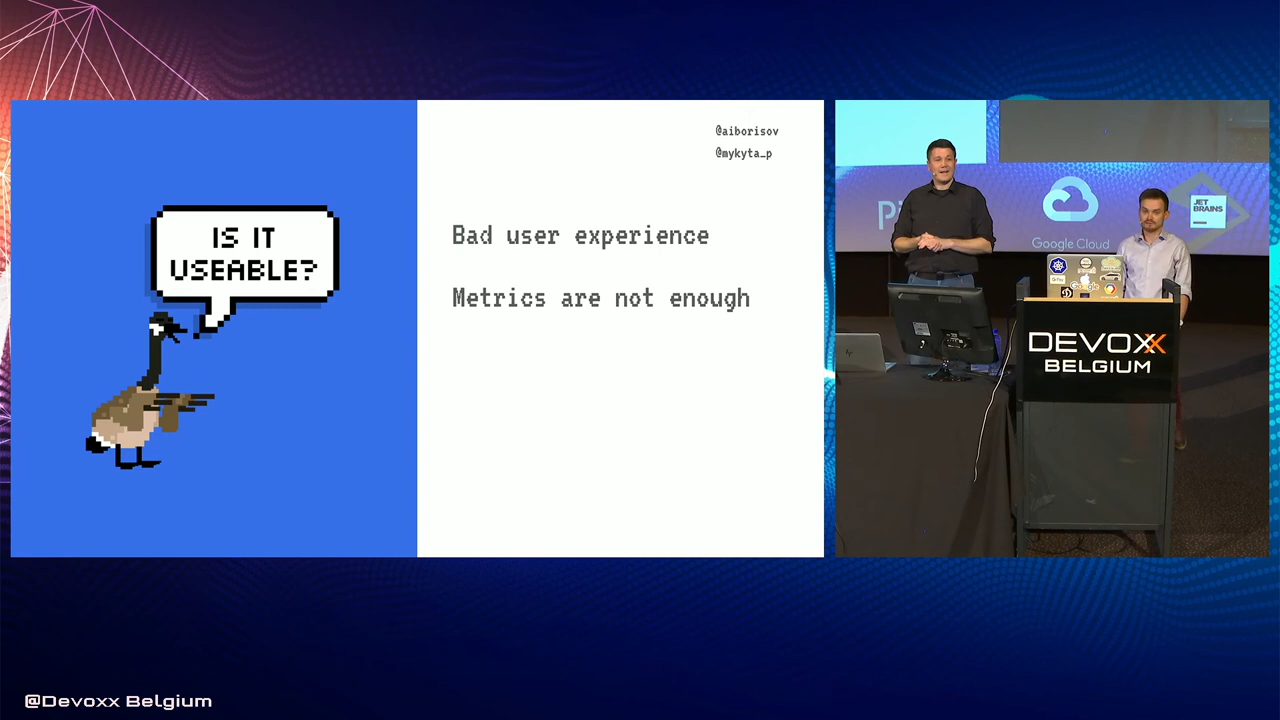 @aiborisov
@mykyta_p
IS IT
USEABLE?
Bad user experience
Metrics are not enough
Google Cloud
JET
BRAINS
Google
DEVOXX
BELGIUM
@Devoxx Belgium